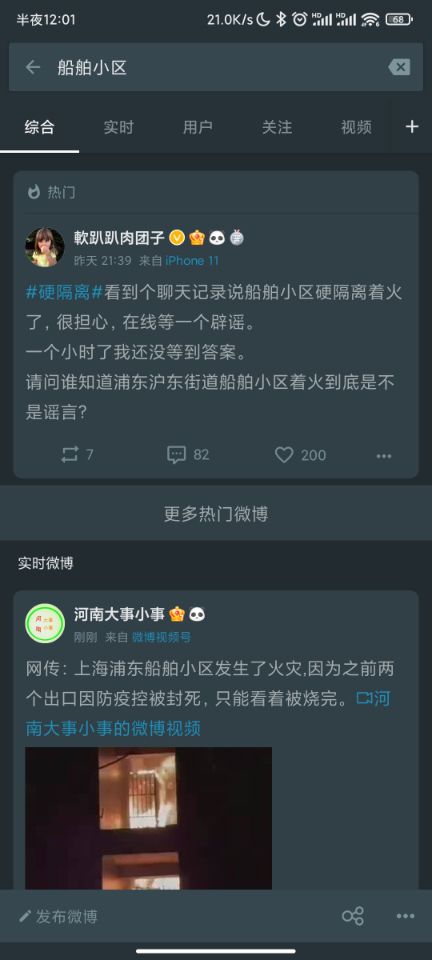 半夜12:01
21.0K/s
HD
HD
68
船舶小区
综合
实时
用户
关注
视频
热门
軟趴趴肉团子
昨天 21:39 来自 iPhone 11
#硬隔离#看到个聊天记录说船舶小区硬隔离着火
了，很担心，在线等一个辟谣。
一个小时了我还没等到答案。
请问谁知道浦东沪东街道船舶小区着火到底是不
是谣言？
7
82
200
更多热门微博
实时微博
河南大事小事
刚刚 来自 微博视频号
网传：上海浦东船舶小区发生了火灾,因为之前两
个出口因防疫控被封死，只能看着被烧完。河
南大事小事的微博视频
发布微博